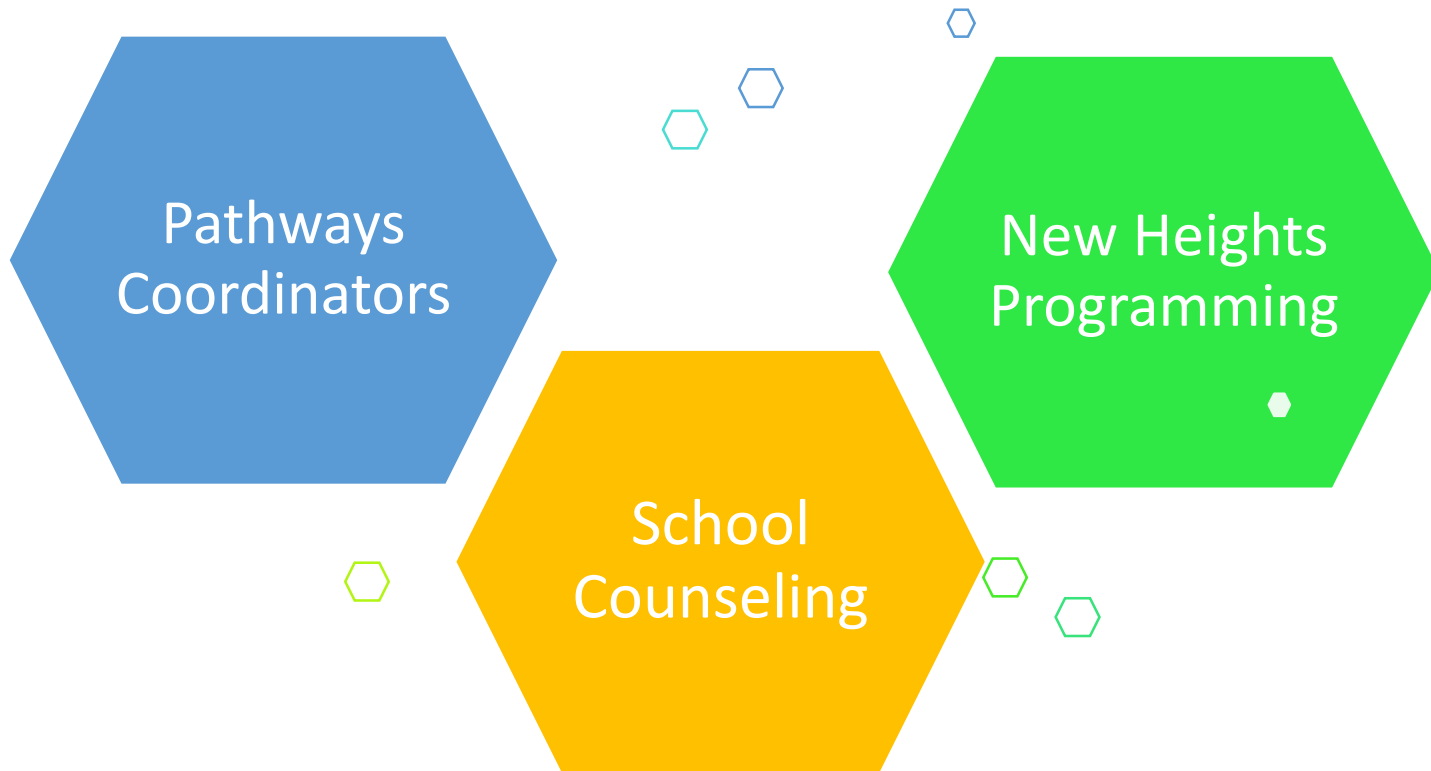 Pathways
Coordinators
New Heights
Programming
School
Counseling